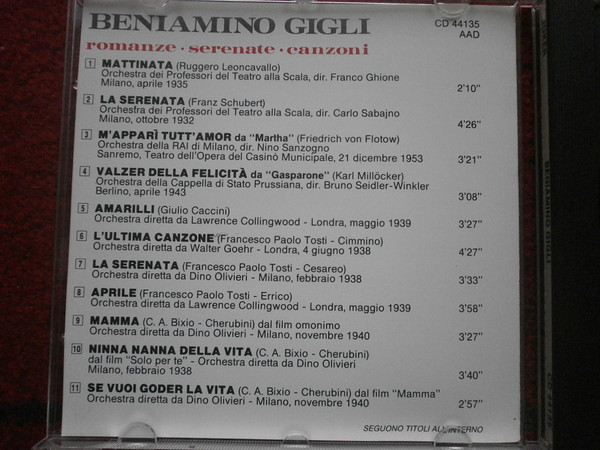 BENIAMINO GIGLI
CD 44135
AAD
romanze · serenate · canzoni
1 MATTINATA (Ruggero Leoncavallo)
Orchestra dei Professori del Teatro alla Scala, dir. Franco Ghione
Milano, aprile 1935 2'10"
2 LA SERENATA (Franz Schubert)
Orchestra dei Professori del Teatro alla Scala, dir. Carlo Sabajno
Milano, ottobre 1932 4'26"
3 M'APPARÌ TUTT'AMOR da "Martha" (Friedrich von Flotow)
Orchestra della RAI di Milano, dir. Nino Sanzogno
Sanremo, Teatro dell'Opera del Casinò Municipale, 21 dicembre 1953 3'21"
4 VALZER DELLA FELICITÀ da "Gasparone" (Karl Millöcker)
Orchestra della Cappella di Stato Prussiana, dir. Bruno Seidler-Winkler
Berlino, aprile 1943 3'08"
5 AMARILLI (Giulio Caccini)
Orchestra diretta da Lawrence Collingwood - Londra, maggio 1939 3'27"
6 L'ULTIMA CANZONE (Francesco Paolo Tosti - Cimmino)
Orchestra diretta da Walter Goehr - Londra, 4 giugno 1938 4'27"
7 LA SERENATA (Francesco Paolo Tosti - Cesareo)
Orchestra diretta da Dino Olivieri - Milano, febbraio 1938 3'33"
8 APRILE (Francesco Paolo Tosti - Errico)
Orchestra diretta da Lawrence Collingwood - Londra, maggio 1939 3'58"
9 MAMMA (C. A. Bixio - Cherubini) dal film omonimo
Orchestra diretta da Dino Olivieri - Milano, novembre 1940 3'27"
10 NINNA NANNA DELLA VITA (C. A. Bixio - Cherubini)
dal film "Solo per te" - Orchestra diretta da Dino Olivieri
Milano, febbraio 1938 3'40"
11 SE VUOI GODER LA VITA (C. A. Bixio - Cherubini) dal film "Mamma"
Orchestra diretta da Dino Olivieri - Milano, novembre 1940 2'57"
SEGUONO TITOLI ALL'INTERNO
BENIAMINO GIGLI